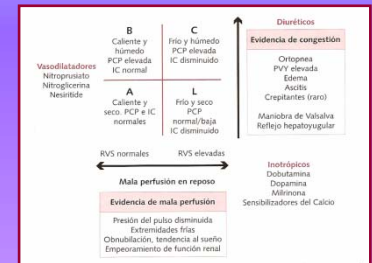 Vasodilatadores
Nitroprusiato
Nitroglicerina
Nesiritide
B
Caliente y
húmedo
PCP elevada
IC normal
C
Frío y húmedo
PCP elevada
IC disminuido
A
Caliente y
seco. PCP e IC
normales
L
Frío y seco
PCP
normal/baja
IC disminuido
RVS normales
RVS elevadas
Mala perfusión en reposo
Evidencia de mala perfusión
Presión del pulso disminuida
Extremidades frías
Obnubilación, tendencia al sueño
Empeoramiento de función renal
Diuréticos
Evidencia de congestión
Ortopnea
PVY elevada
Edema
Ascitis
Crepitantes (raro)
Maniobra de Valsalva
Reflejo hepatoyugular
Inotrópicos
Dobutamina
Dopamina
Milrinona
Sensibilizadores del Calcio